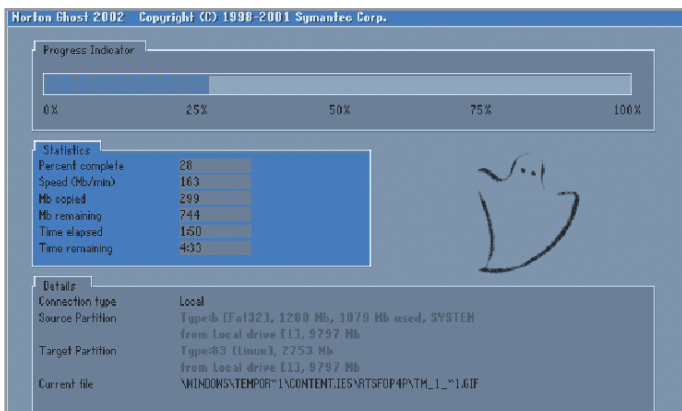 Norton Ghost 2002 Copyright (C) 1998-2001 Symantec Corp.
Progress Indicator
0% 25% 50% 75% 100%
Statistics
Percent complete 28
Speed (Mb/min) 163
Mb copied 299
Mb remaining 744
Time elapsed 1:50
Time remaining 4:33
Details
Connection type Local
Source Partition Type:b [Fat32], 1200 Mb, 1079 Mb used, SYSTEM
from Local drive [1], 9797 Mb
Target Partition Type:83 [Linux], 2753 Mb
from Local drive [1], 9797 Mb
Current file \WINDOWS\TEMPOR~1\CONTENT.IE5\RTSFOP4P\TM_1_~1.GIF